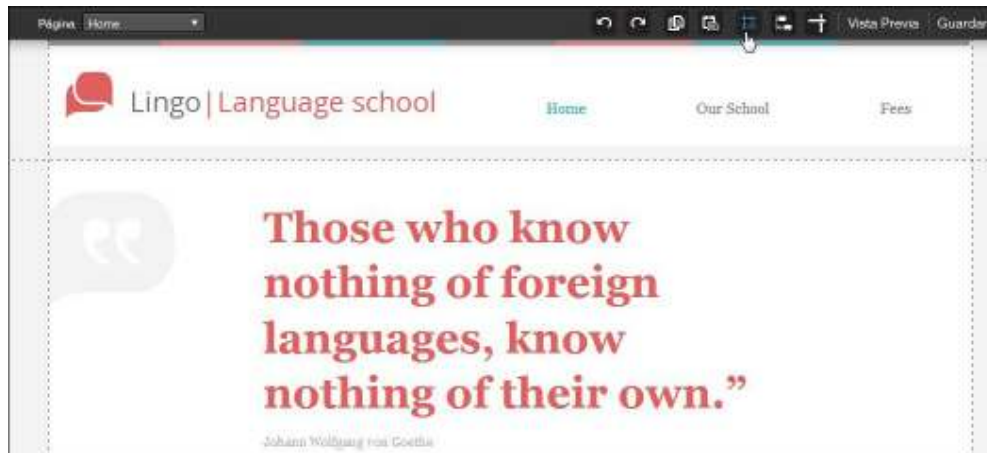 Página Home Vista Previa Guardar
Lingo|Language school
Home Our School Fees
Those who know
nothing of foreign
languages, know
nothing of their own.”
Johann Wolfgang von Goethe